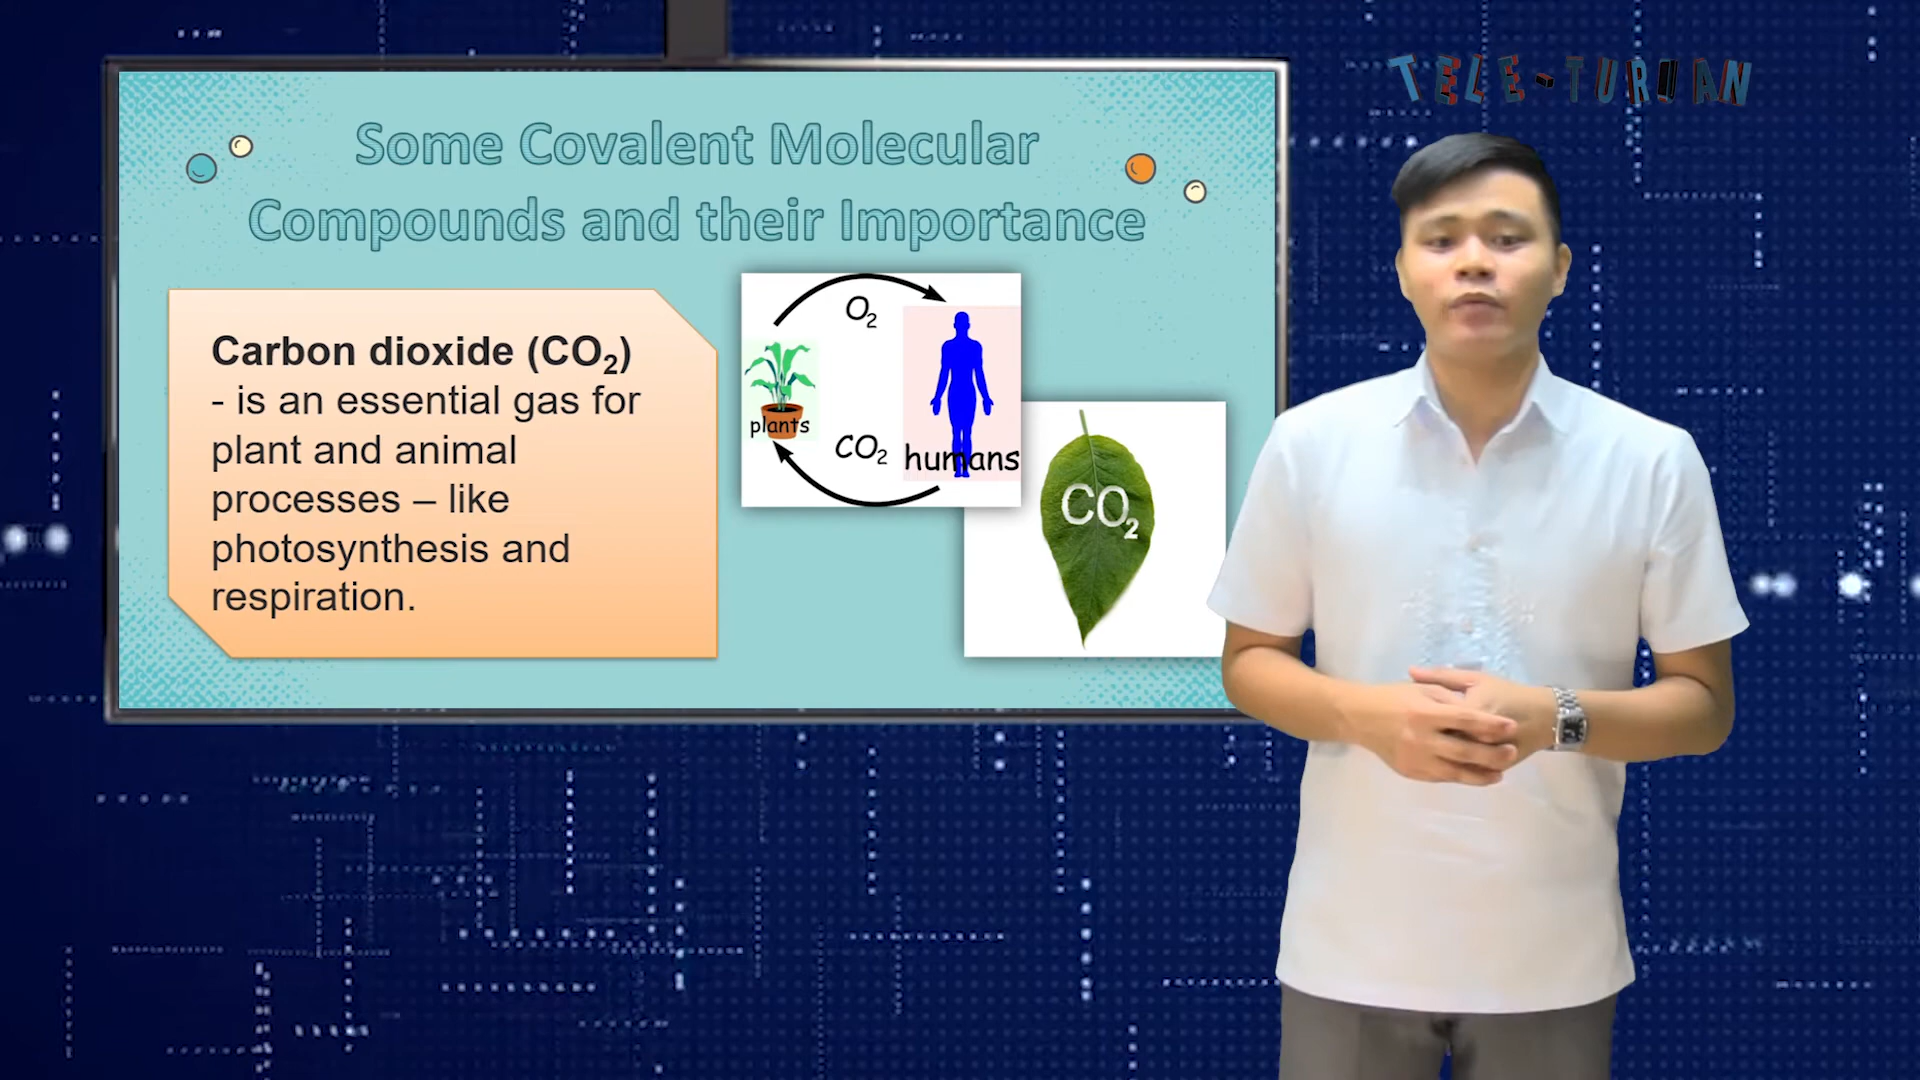 TELE-TURUAN
Some Covalent Molecular
Compounds and their Importance
Carbon dioxide (CO₂)
- is an essential gas for
plant and animal
processes – like
photosynthesis and
respiration.
O₂
plants
CO₂
humans
CO₂